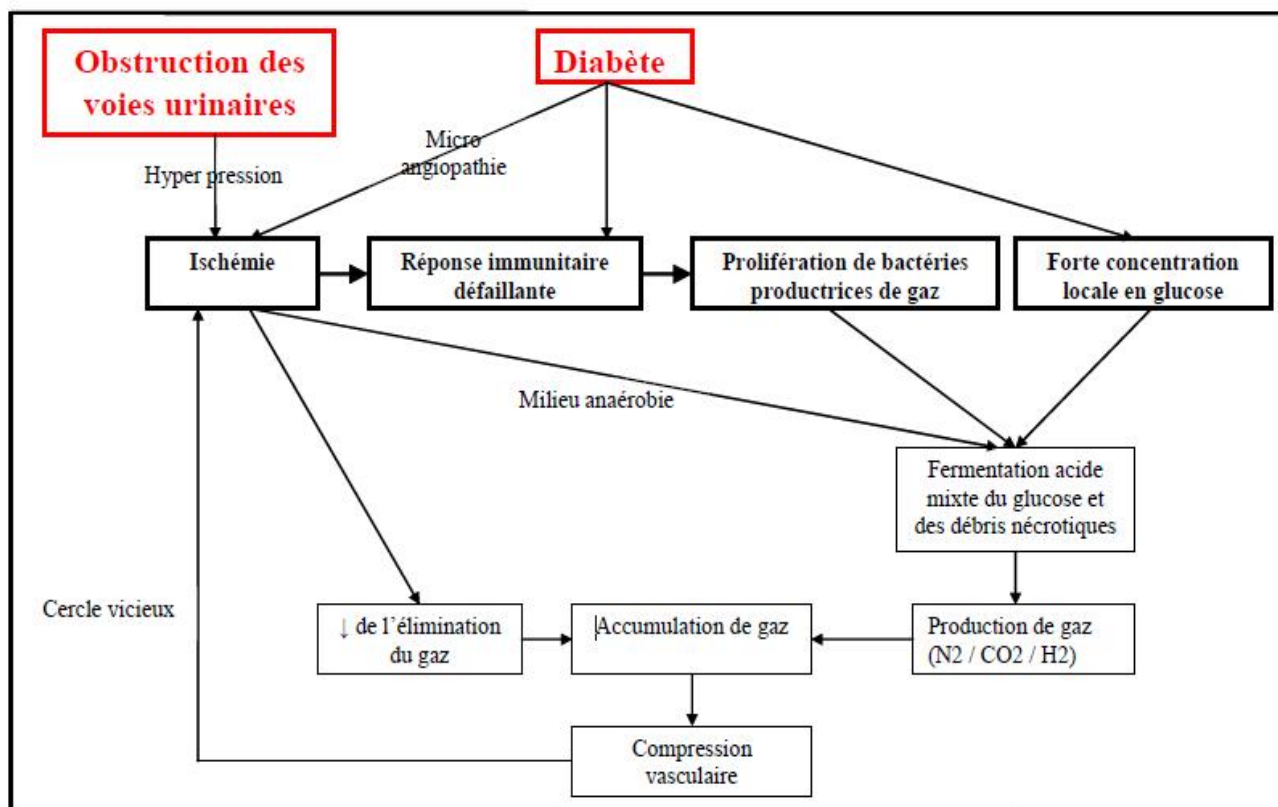 Obstruction des
voies urinaires
Diabète
Micro
angiopathie
Hyper pression
Ischémie
Réponse immunitaire
défaillante
Prolifération de bactéries
productrices de gaz
Forte concentration
locale en glucose
Milieu anaérobie
Fermentation acide
mixte du glucose et
des débris nécrotiques
Cercle vicieux
↓ de l'élimination
du gaz
Accumulation de gaz
Production de gaz
(N2 / CO2 / H2)
Compression
vasculaire